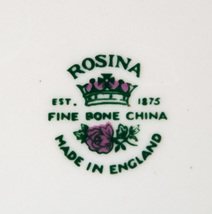 ROSINA
EST. 1875
FINE BONE CHINA
MADE IN ENGLAND